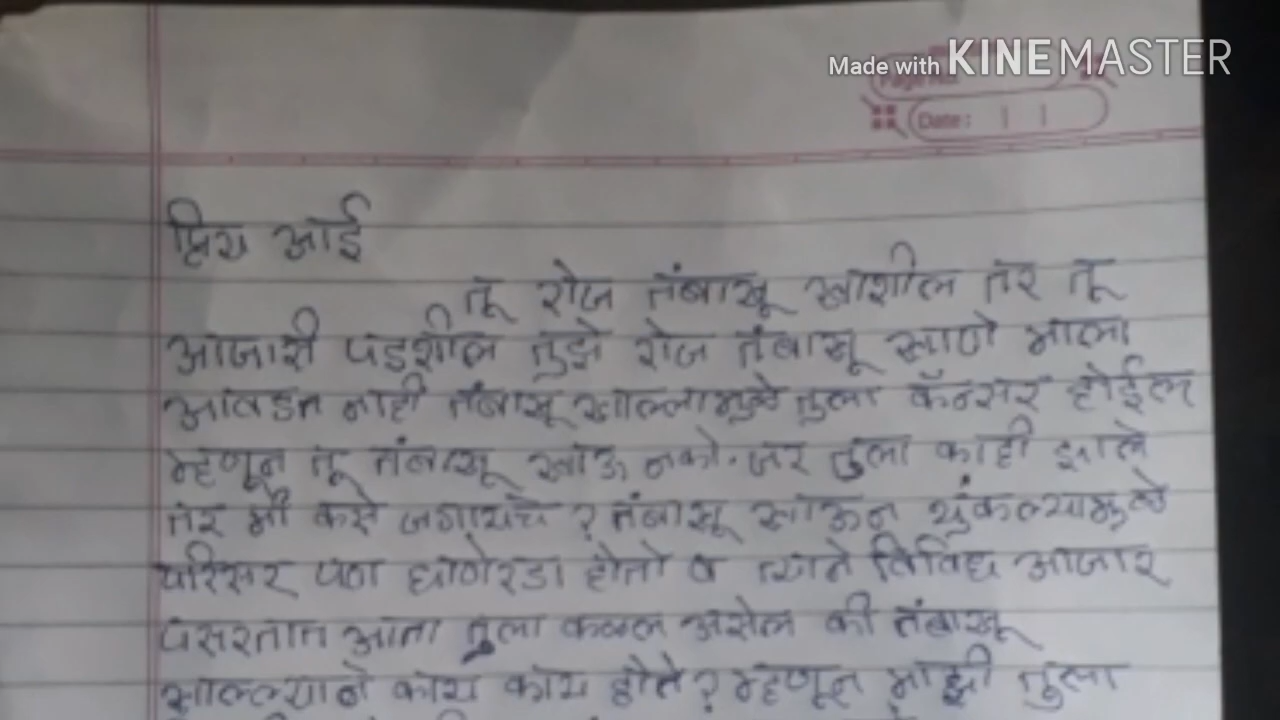 Made with KINEMASTER
Date:
प्रिय आई
तू रोज तंबाखू खाशील तर तू
आजारी पडशील तुझे रोज तंबाखू खाणे माला
आवडत नाही तंबाखू खाल्लामुळे तुला कॅन्सर होईल
म्हणून तू तंबाखू खाऊ नको. जर तुला काही झाले
तर मी कसे जगायचे ? तंबाखू खाऊन थुंकल्यामुळे
परिसर पण घाणेरडा होतो व त्याने विविध आजार
पसरतात आता तुला कळल असेल की तंबाखू
खाल्ल्याने काय काय होते ? म्हणून माझी तुला